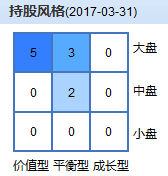 持股风格(2017-03-31)
5 3 0 大盘
0 2 0 中盘
0 0 0 小盘
价值型 平衡型 成长型